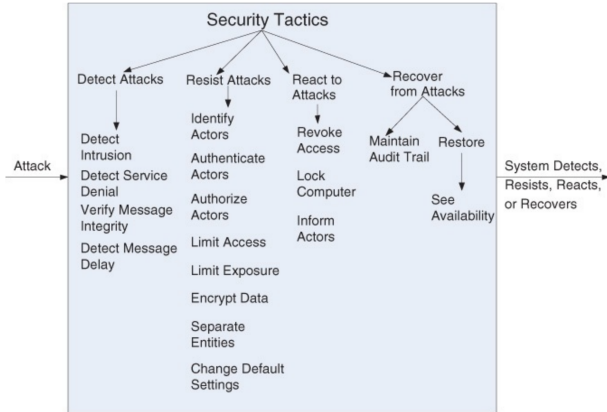 Security Tactics
Detect Attacks
Resist Attacks
React to
Attacks
Recover
from Attacks
Detect
Intrusion
Detect Service
Denial
Verify Message
Integrity
Detect Message
Delay
Identify
Actors
Authenticate
Actors
Authorize
Actors
Limit Access
Limit Exposure
Encrypt Data
Separate
Entities
Change Default
Settings
Revoke
Access
Lock
Computer
Inform
Actors
Maintain
Audit Trail
Restore
See
Availability
Attack
System Detects,
Resists, Reacts,
or Recovers